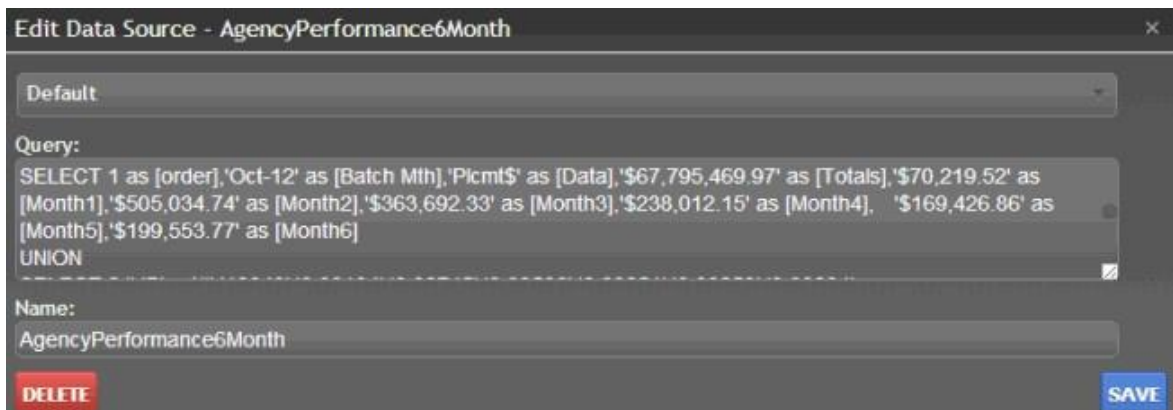 Edit Data Source - AgencyPerformance6Month ×
Default
Query:
SELECT 1 as [order],'Oct-12' as [Batch Mth],'Plcmt$' as [Data],'$67,795,469.97' as [Totals],'$70,219.52' as
[Month1],'$505,034.74' as [Month2],'$363,692.33' as [Month3],'$238,012.15' as [Month4], '$169,426.86' as
[Month5],'$199,553.77' as [Month6]
UNION
Name:
AgencyPerformance6Month
DELETE SAVE